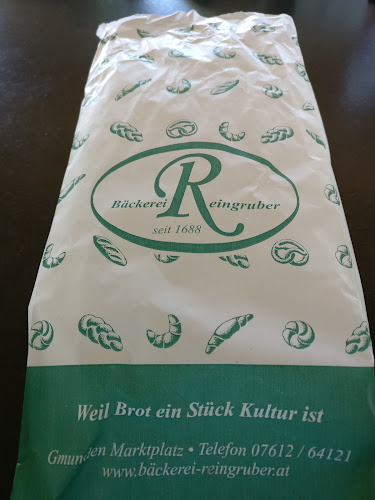 Bäckerei Reingruber
seit 1688
Weil Brot ein Stück Kultur ist
Gmunden Marktplatz • Telefon 07612 / 64121
www.bäckerei-reingruber.at